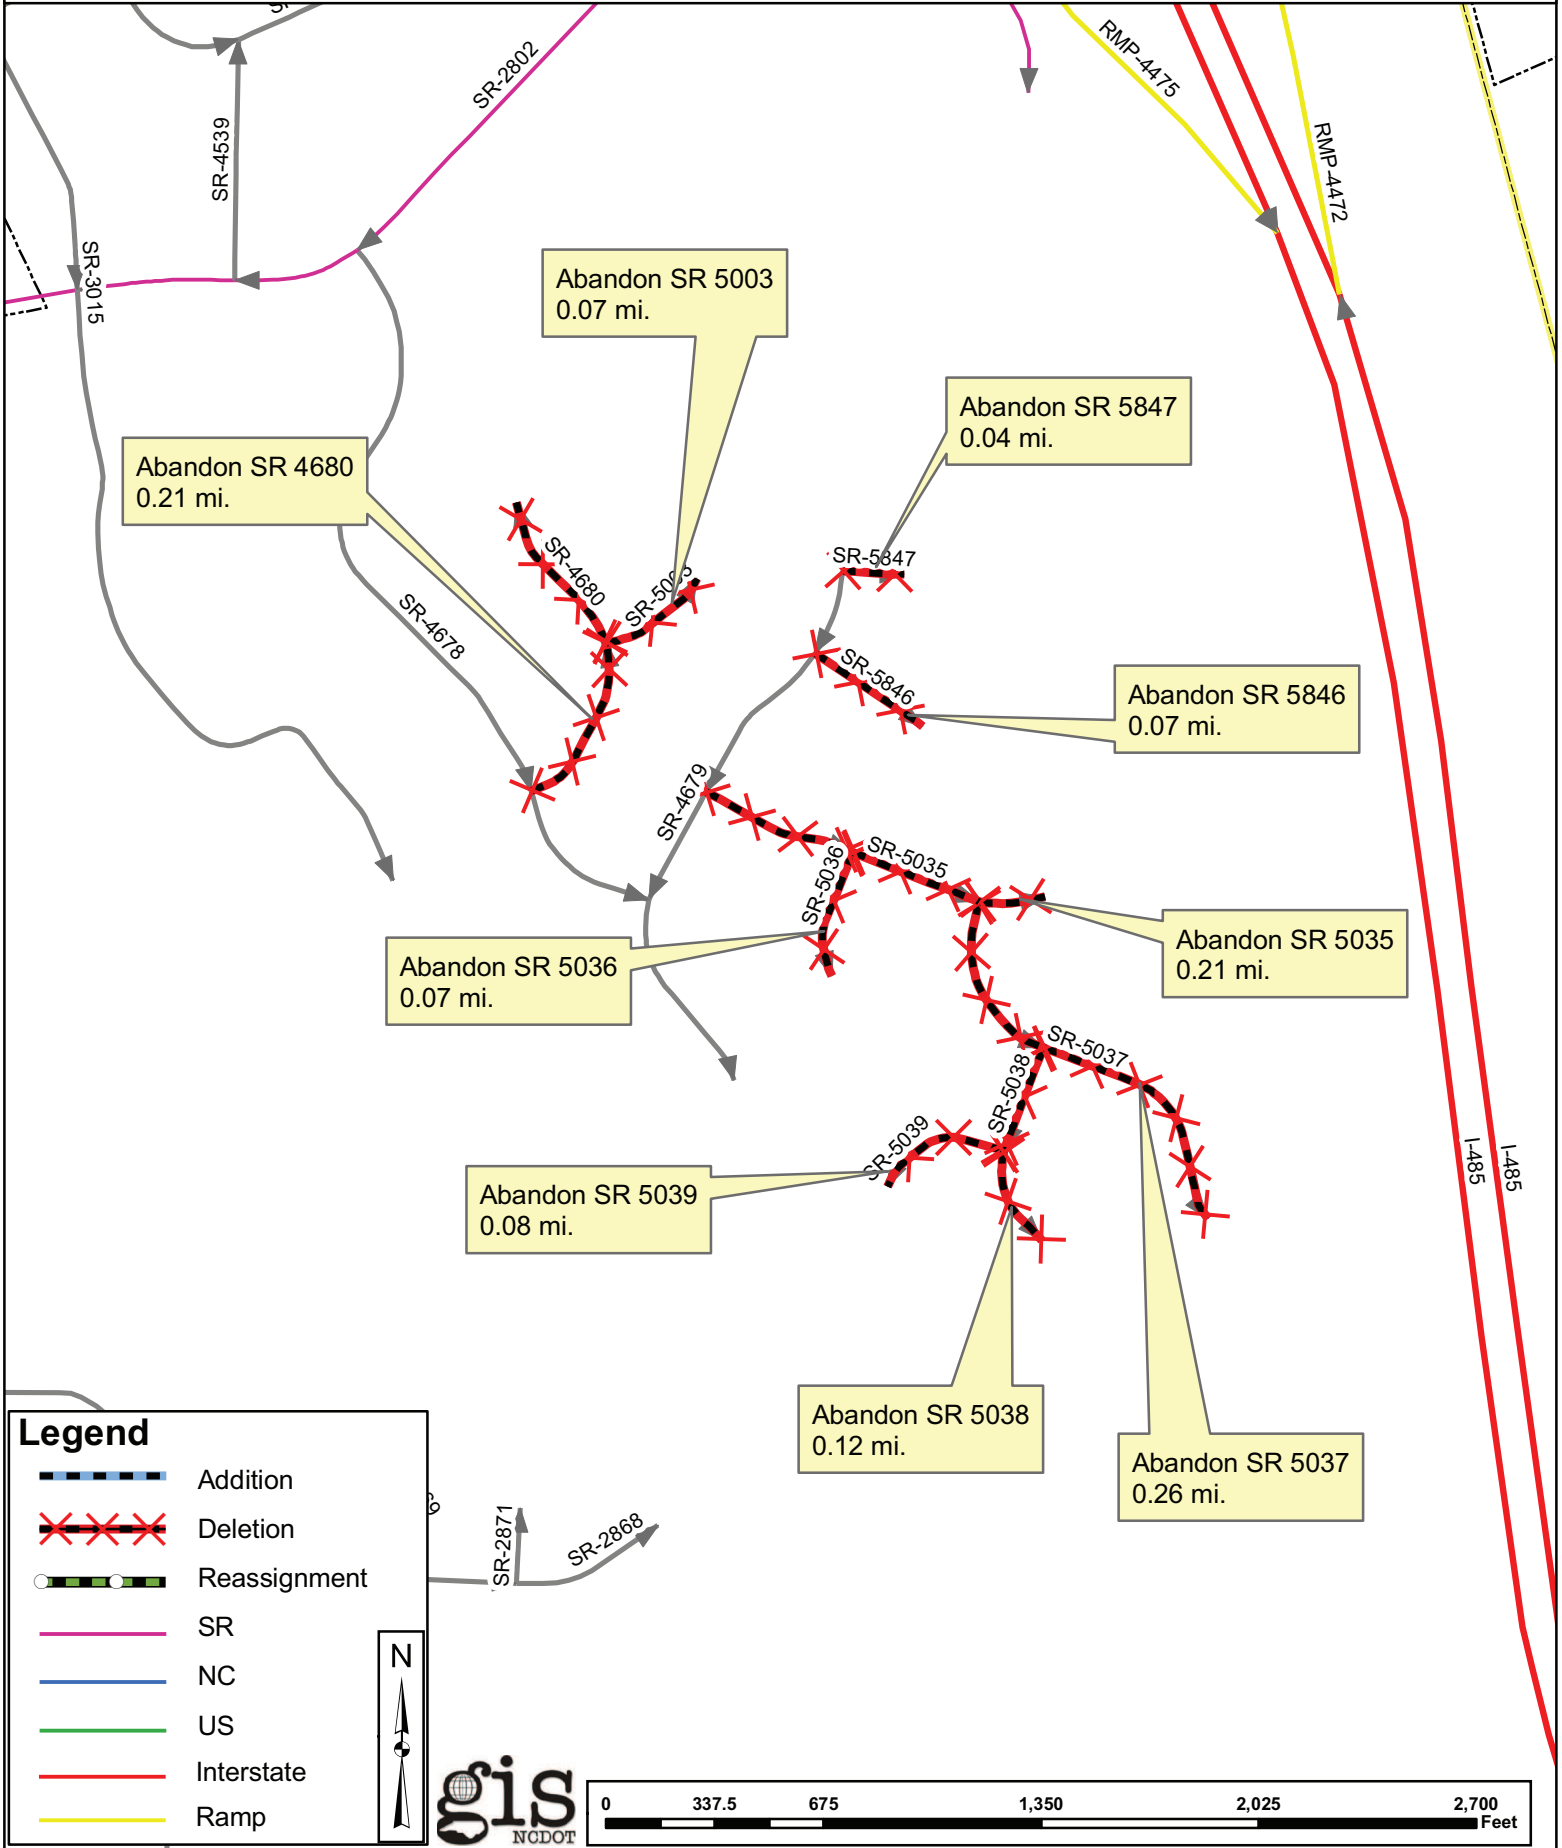 SR-2802
RMP-4475
SR-4539
RMP-4472
SR-3015
Abandon SR 5003
0.07 mi.
Abandon SR 5847
0.04 mi.
Abandon SR 4680
0.21 mi.
SR-4680
SR-5003
SR-5847
SR-4678
SR-5846
Abandon SR 5846
0.07 mi.
SR-4679
SR-5036
SR-5035
Abandon SR 5036
0.07 mi.
Abandon SR 5035
0.21 mi.
SR-5037
SR-5038
SR-5039
Abandon SR 5039
0.08 mi.
I-485
I-485
Abandon SR 5038
0.12 mi.
Abandon SR 5037
0.26 mi.
Legend
Addition
Deletion
Reassignment
SR
NC
US
Interstate
Ramp
N
69
SR-2871
SR-2868
gis
NCDOT
0 337.5 675 1,350 2,025 2,700
Feet